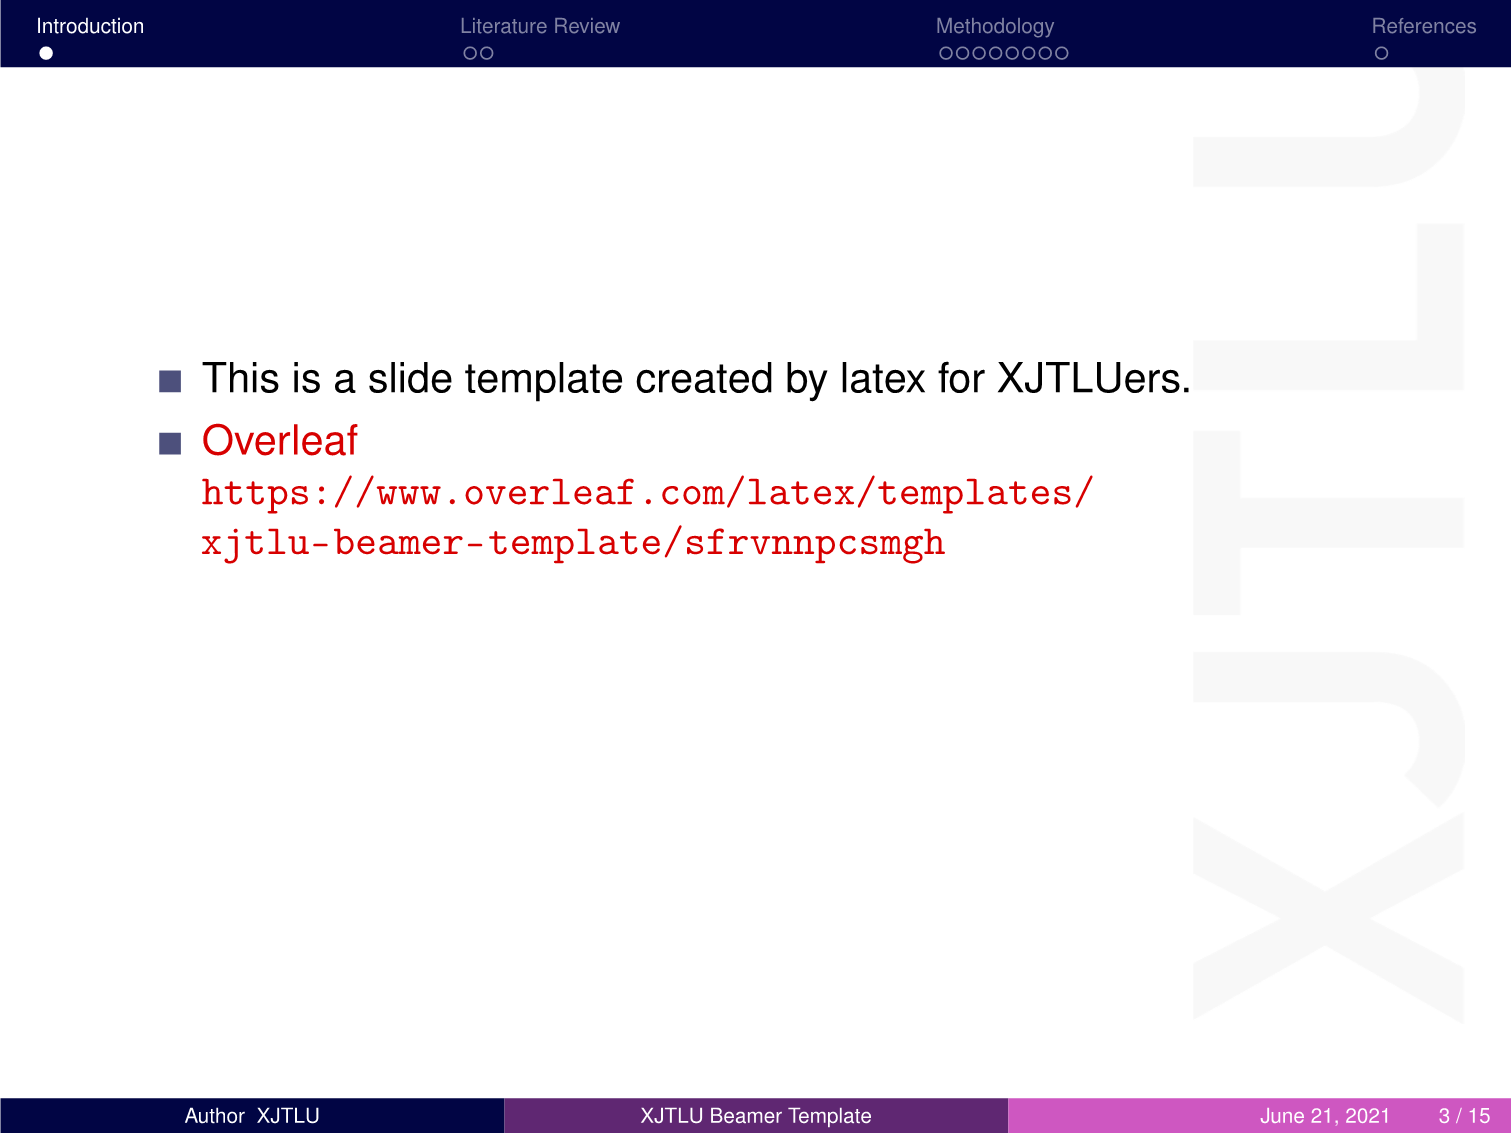 Introduction
Literature Review
Methodology
References
This is a slide template created by latex for XJTLUers.
Overleaf
https://www.overleaf.com/latex/templates/
xjtlu-beamer-template/sfrvnnpcsmgh
XJTLU
Author XJTLU
XJTLU Beamer Template
June 21, 2021
3 / 15